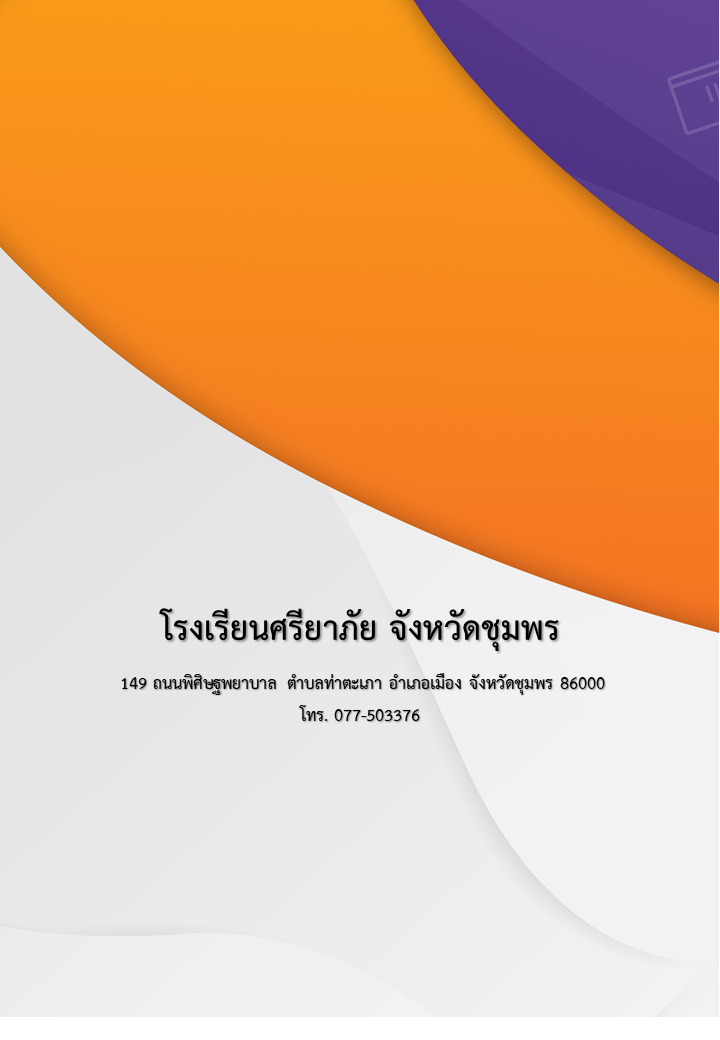 โรงเรียนศรียาภัย จังหวัดชุมพร
149 ถนนพิศิษฐพยาบาล ตำบลท่าตะเภา อำเภอเมือง จังหวัดชุมพร 86000
โทร. 077-503376